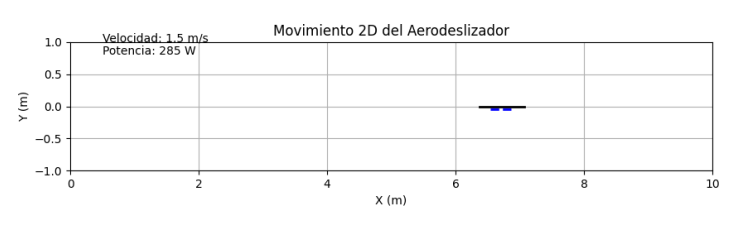 Movimiento 2D del Aerodeslizador
Velocidad: 1.5 m/s
Potencia: 285 W
1.0
0.5
0.0
−0.5
−1.0
Y (m)
0 2 4 6 8 10
X (m)